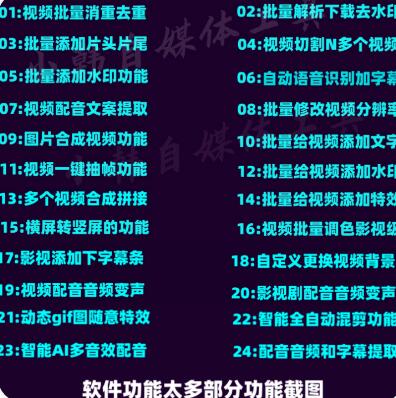 01:视频批量消重去重
02:批量解析下载去水印
03:批量添加片头片尾
04:视频切割N多个视频
05:批量添加水印功能
06:自动语音识别加字幕
07:视频配音文案提取
08:批量修改视频分辨率
09:图片合成视频功能
10:批量给视频添加文字
11:视频一键抽帧功能
12:批量给视频添加水印
13:多个视频合成拼接
14:批量给视频添加特效
15:横屏转竖屏的功能
16:视频批量调色影视级
17:影视添加下字幕条
18:自定义更换视频背景
19:视频配音音频变声
20:影视剧配音音频变声
21:动态gif图随意特效
22:智能全自动混剪功能
23:智能AI多音效配音
24:配音音频和字幕提取
软件功能太多部分功能截图